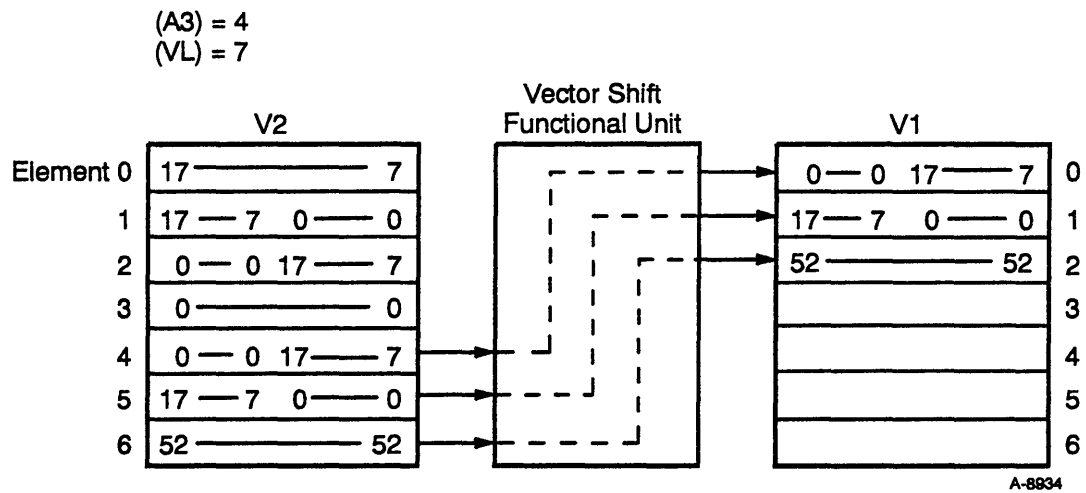 (A3) = 4
(VL) = 7
Vector Shift
V2 Functional Unit V1
Element 0 17 7 0 0 17 7 0
1 17 7 0 0 17 7 0 0 1
2 0 0 17 7 52 52 2
3 0 0 3
4 0 0 17 7 4
5 17 7 0 0 5
6 52 52 6
A-8934